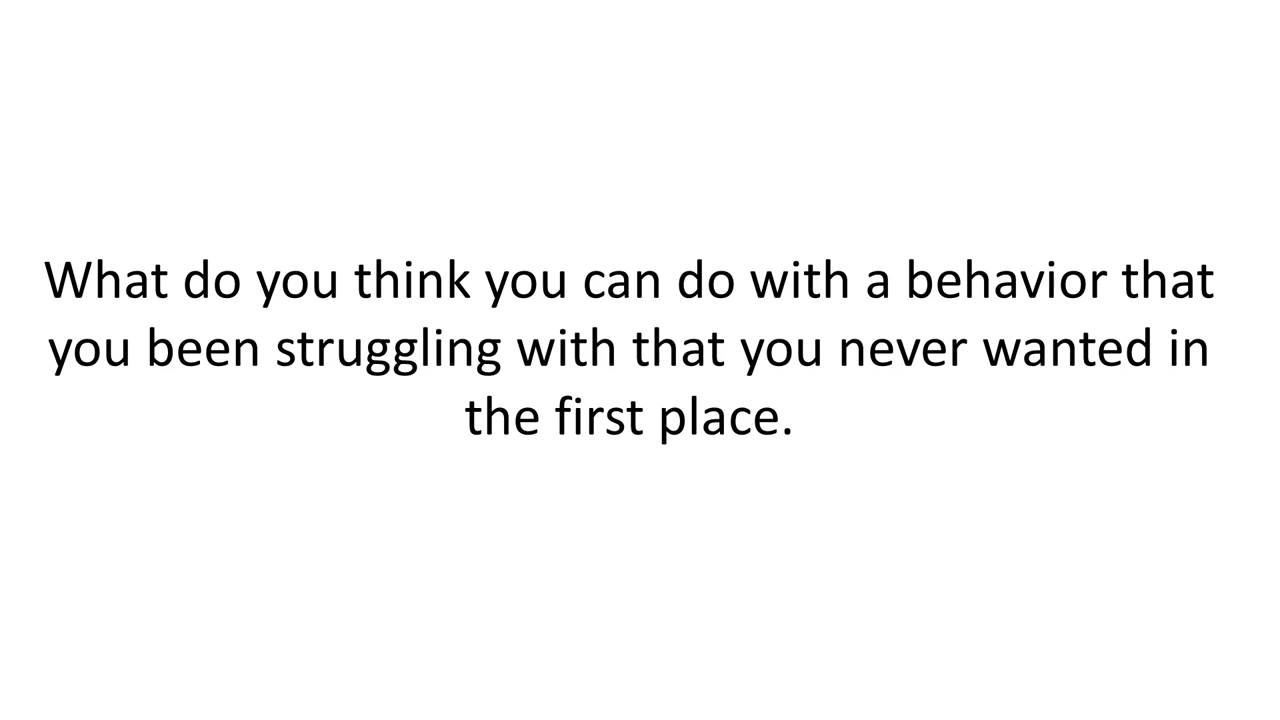 What do you think you can do with a behavior that
you been struggling with that you never wanted in
the first place.